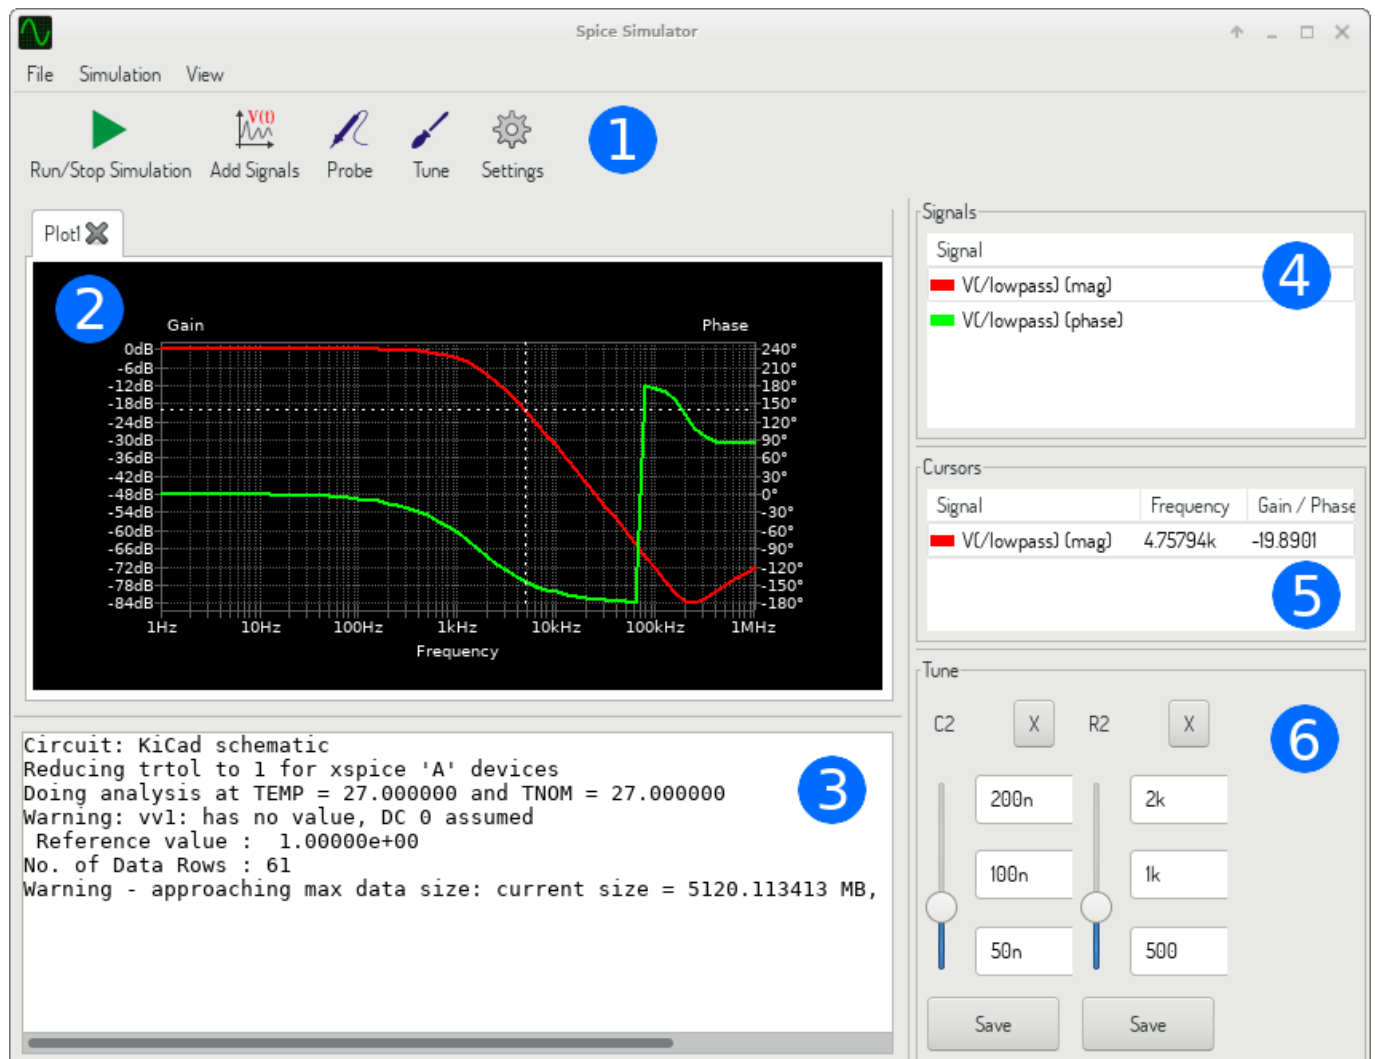 Spice Simulator
File Simulation View
Run/Stop Simulation Add Signals Probe Tune Settings
1
Plot1
2
Gain Phase
0dB
-6dB
-12dB
-18dB
-24dB
-30dB
-36dB
-42dB
-48dB
-54dB
-60dB
-66dB
-72dB
-78dB
-84dB
240°
210°
180°
150°
120°
90°
60°
30°
0°
-30°
-60°
-90°
-120°
-150°
-180°
1Hz 10Hz 100Hz 1kHz 10kHz 100kHz 1MHz
Frequency
Circuit: KiCad schematic
Reducing trtol to 1 for xspice 'A' devices
Doing analysis at TEMP = 27.000000 and TNOM = 27.000000
Warning: vv1: has no value, DC 0 assumed
Reference value : 1.00000e+00
No. of Data Rows : 61
Warning - approaching max data size: current size = 5120.113413 MB,
3
Signals
Signal
V(/lowpass) (mag)
V(/lowpass) (phase)
4
Cursors
Signal Frequency Gain / Phase
V(/lowpass) (mag) 4.75794k -19.8901
5
Tune
C2 X R2 X
6
200n 2k
100n 1k
50n 500
Save Save